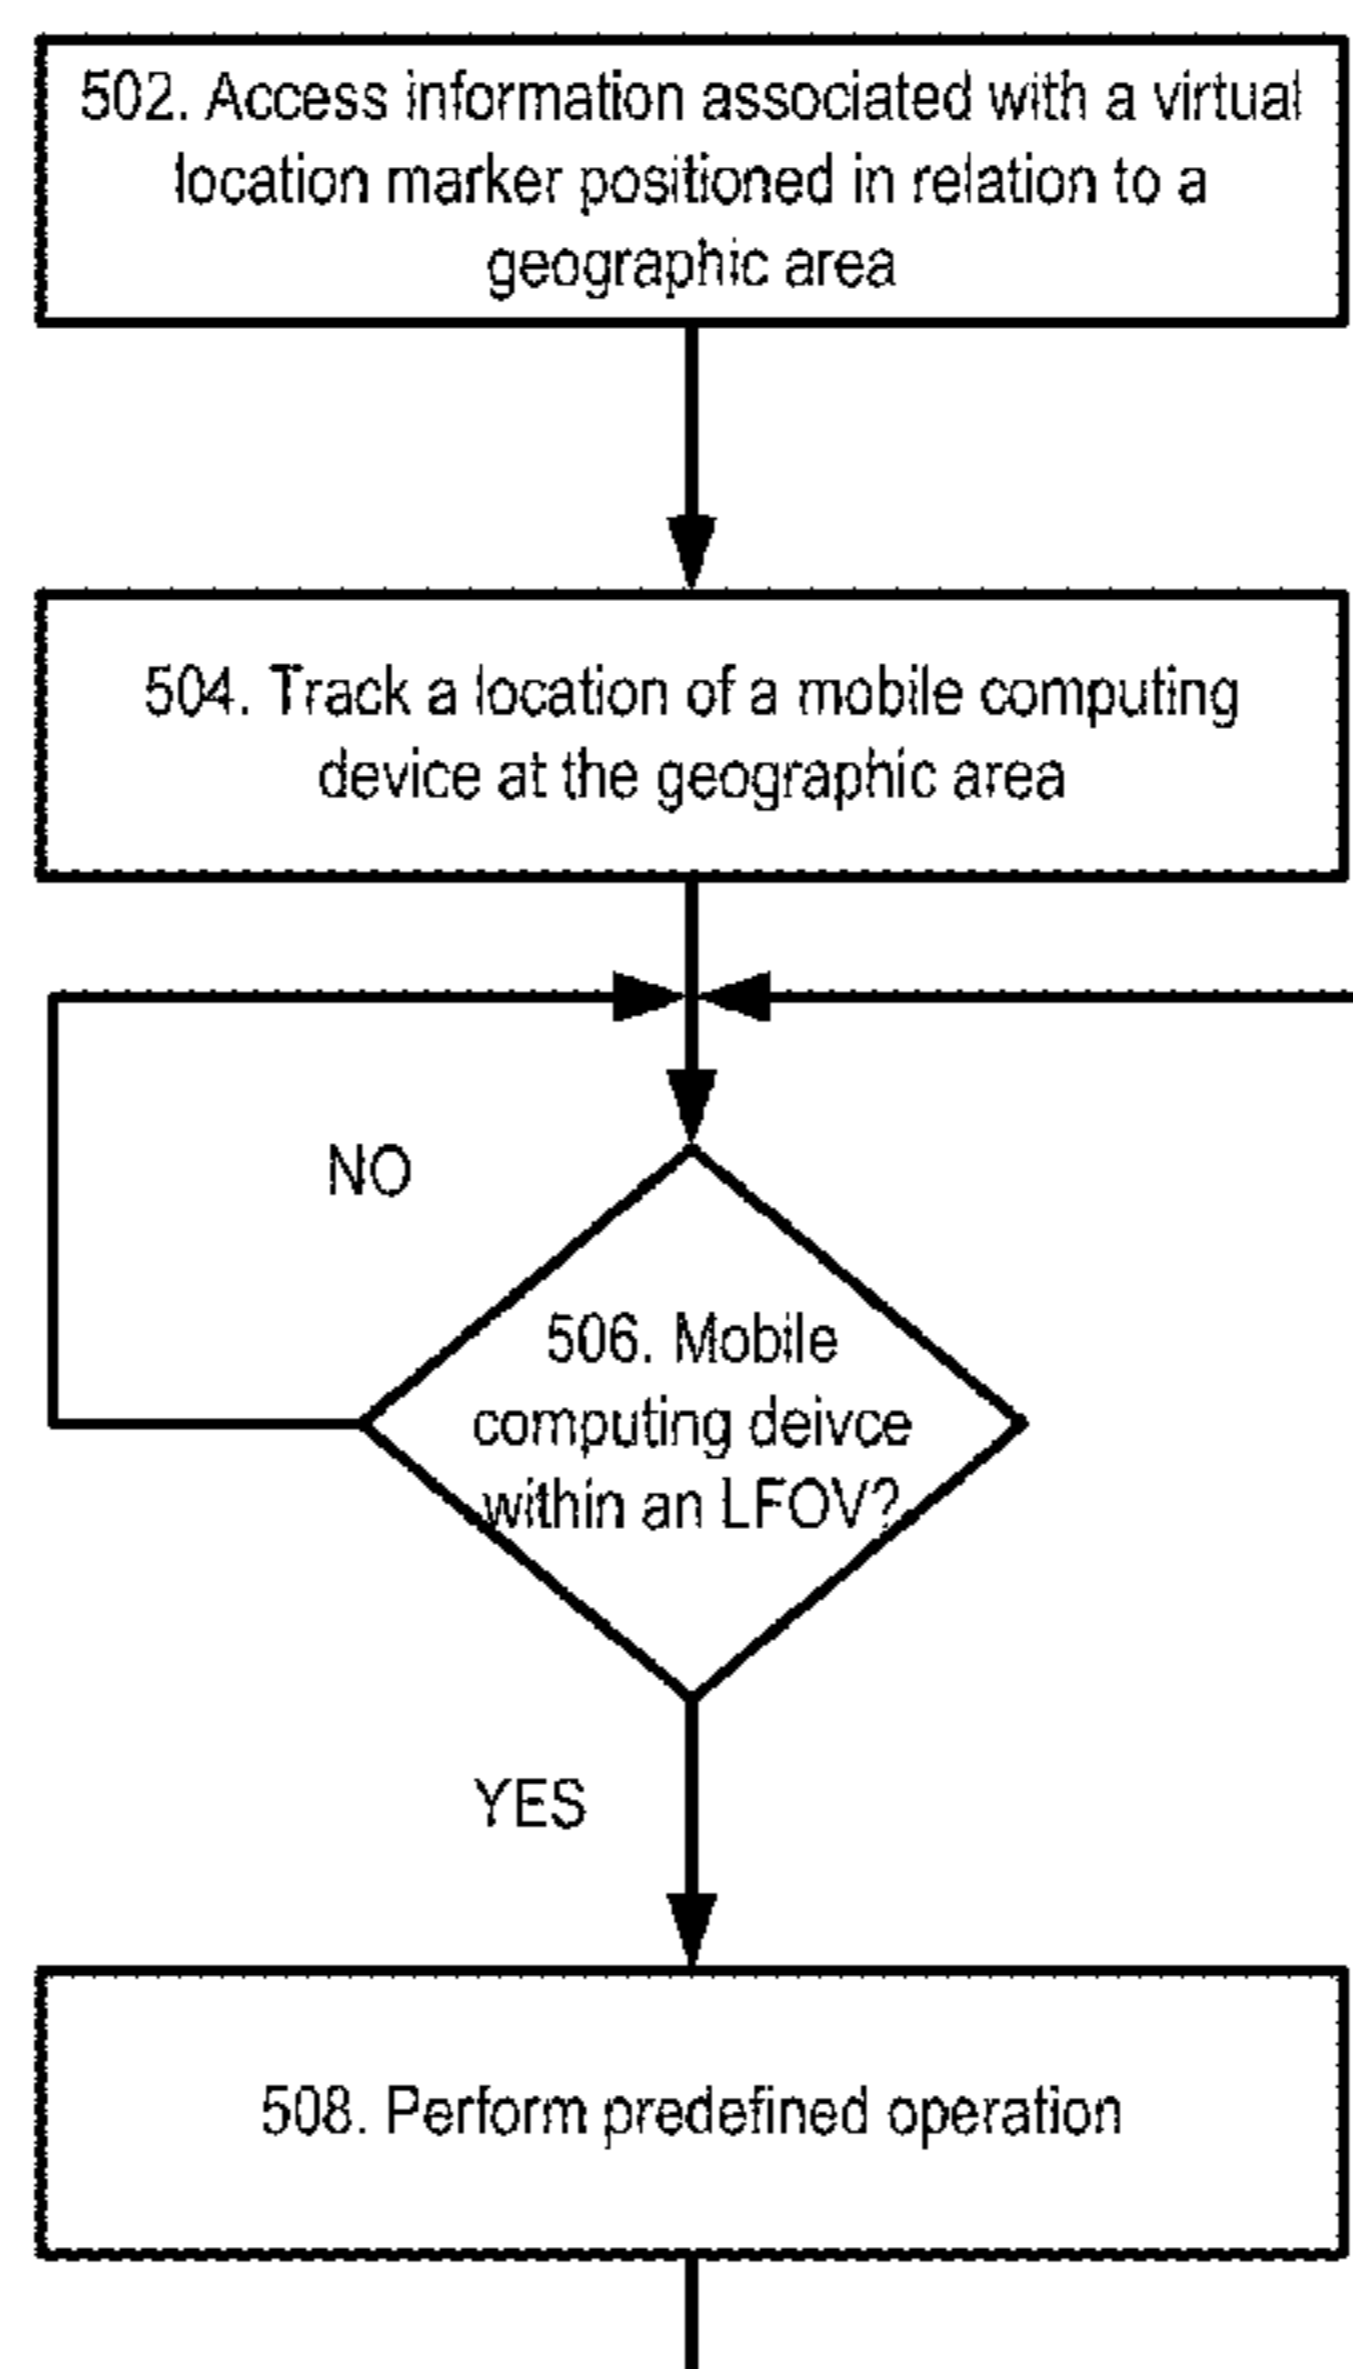 502. Access information associated with a virtual
location marker positioned in relation to a
geographic area
504. Track a location of a mobile computing
device at the geographic area
NO
506. Mobile
computing deivce
within an LFOV?
YES
508. Perform predefined operation